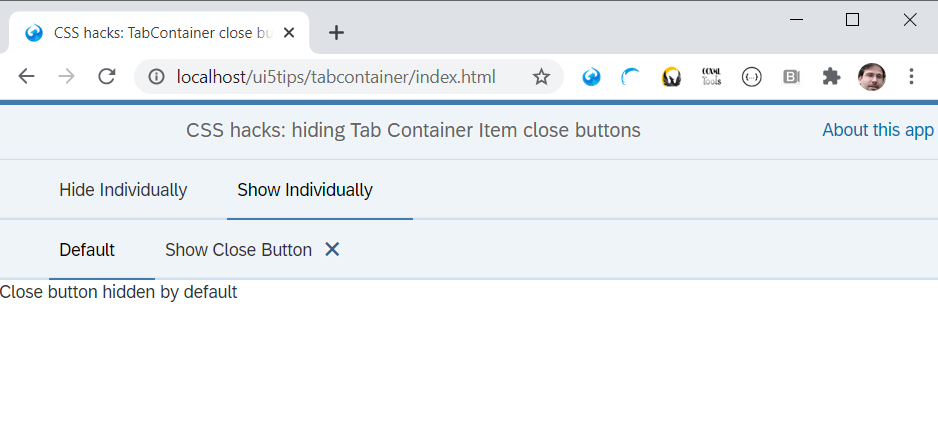 CSS hacks: TabContainer close bu
localhost/ui5tips/tabcontainer/index.html
CSS hacks: hiding Tab Container Item close buttons
About this app
Hide Individually
Show Individually
Default
Show Close Button
Close button hidden by default